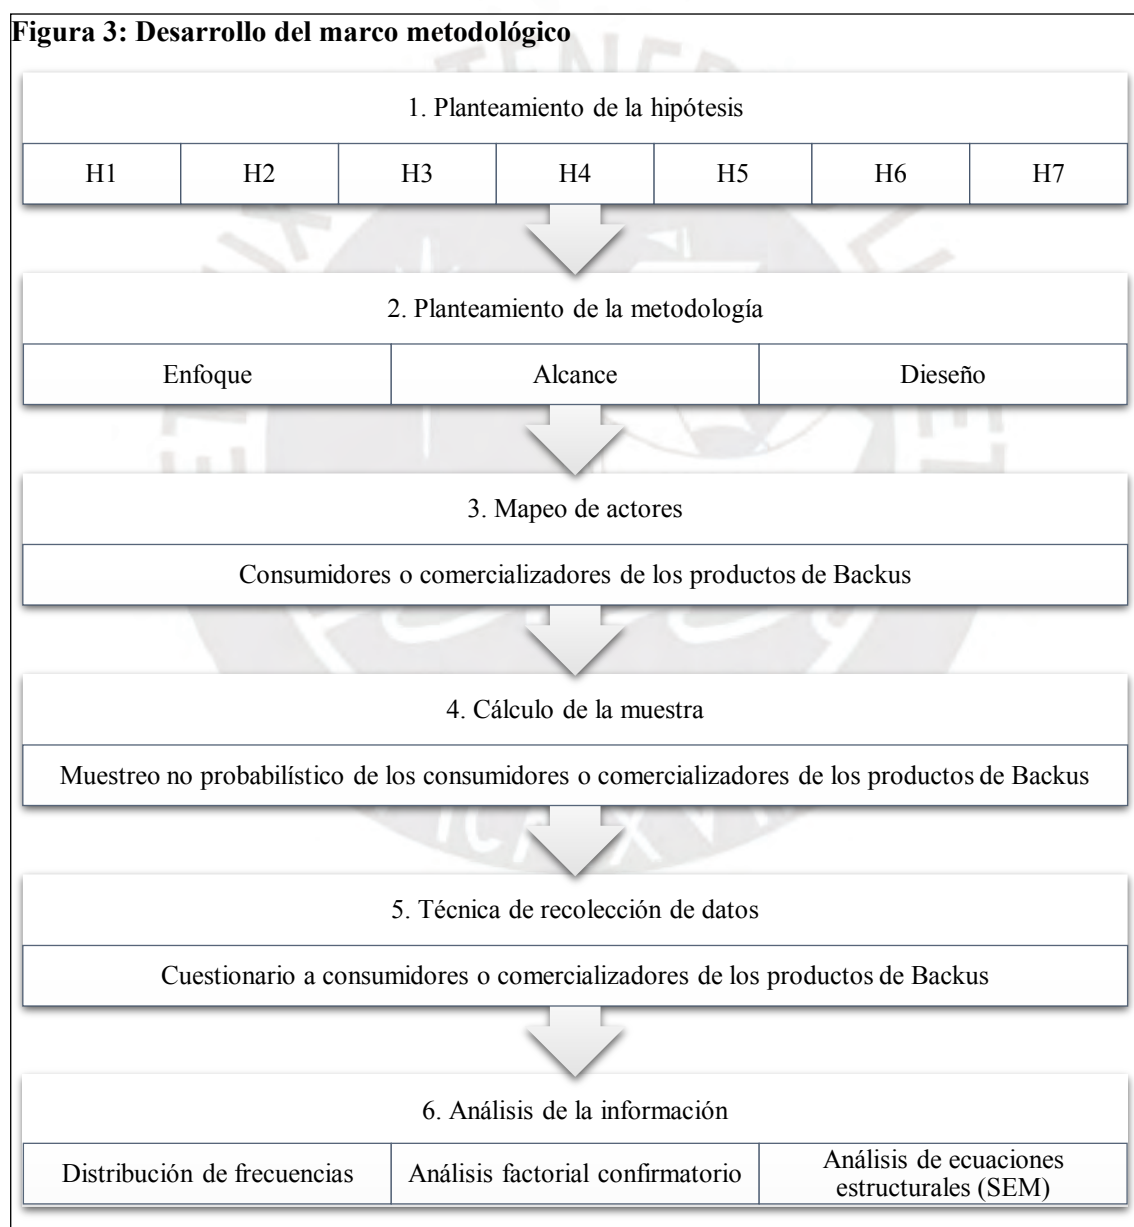 Figura 3: Desarrollo del marco metodológico
1. Planteamiento de la hipótesis
H1 H2 H3 H4 H5 H6 H7
2. Planteamiento de la metodología
Enfoque Alcance Dieseño
3. Mapeo de actores
Consumidores o comercializadores de los productos de Backus
4. Cálculo de la muestra
Muestreo no probabilístico de los consumidores o comercializadores de los productos de Backus
5. Técnica de recolección de datos
Cuestionario a consumidores o comercializadores de los productos de Backus
6. Análisis de la información
Distribución de frecuencias Análisis factorial confirmatorio Análisis de ecuaciones
estructurales (SEM)